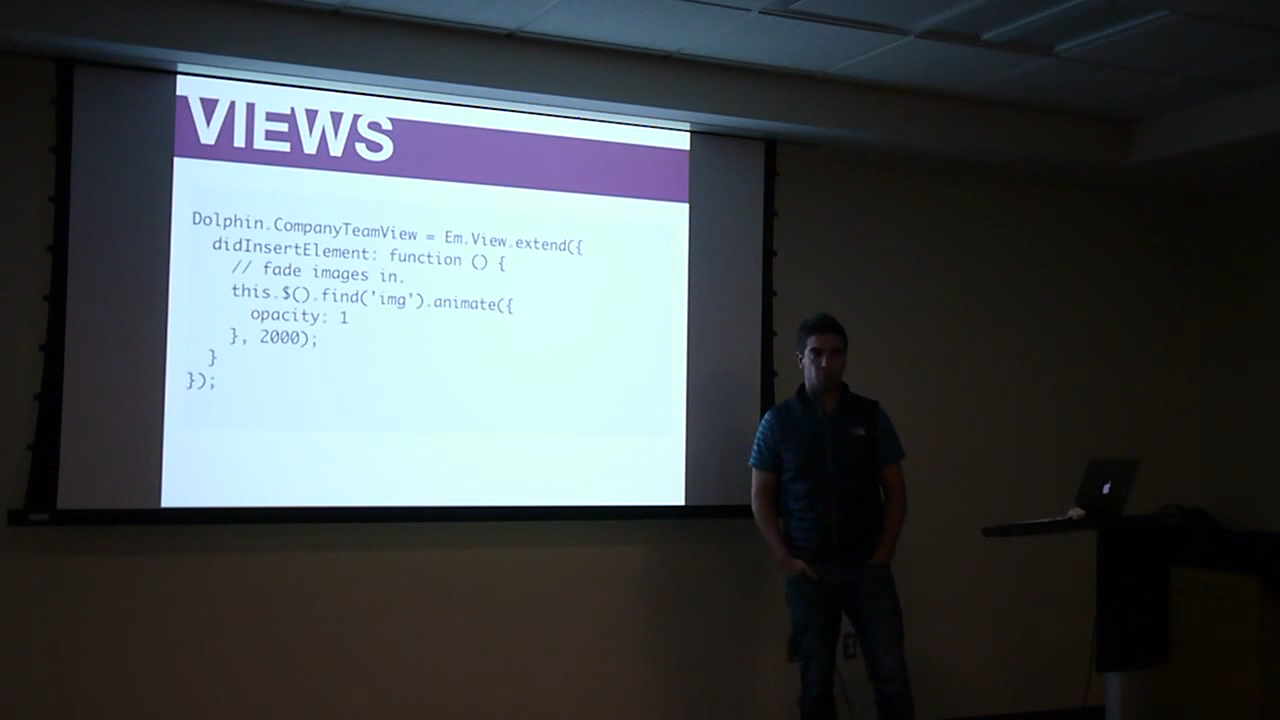 VIEWS
Dolphin.CompanyTeamView = Em.View.extend({
didInsertElement: function () {
// fade images in.
this.$().find('img').animate({
opacity: 1
}, 2000);
}
});